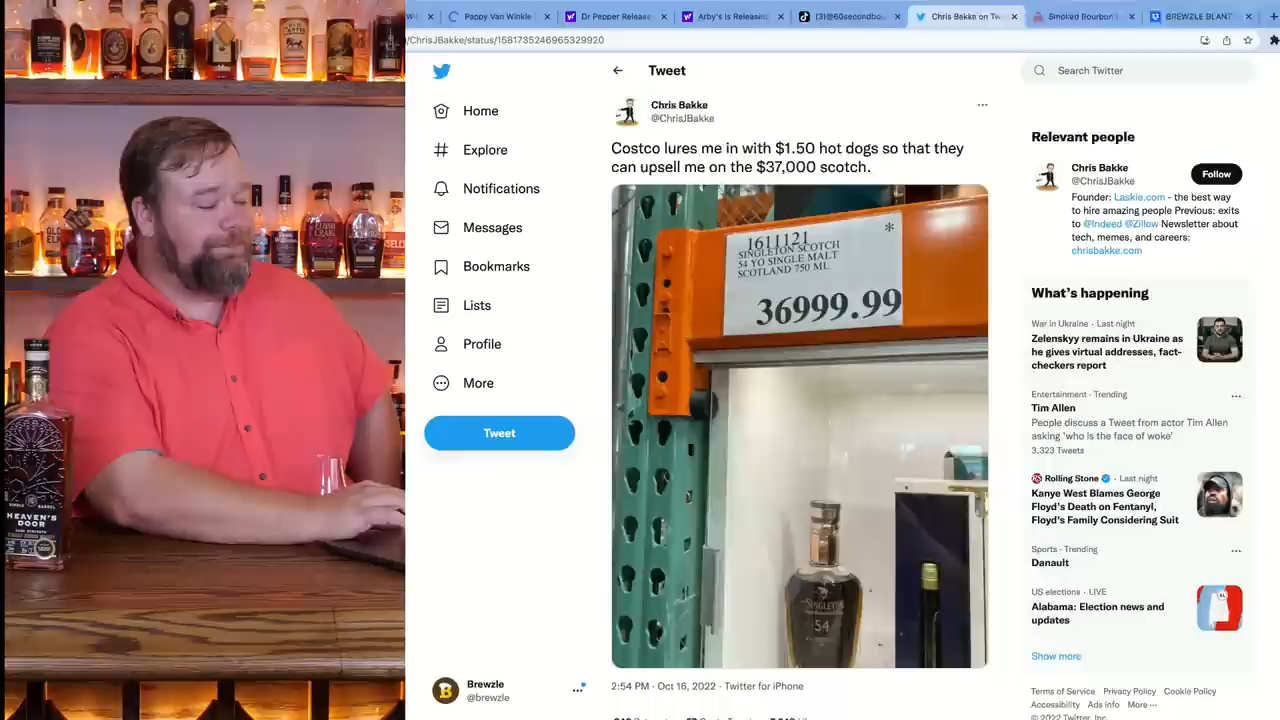 Pappy Van Winkle
Dr Pepper Release
Arby's Is Releasing
(3)@60secondbou
Chris Bakke on Tw
Smoked Bourbon
BREWZLE BLANT
/ChrisJBakke/status/1581735246965329920
Home
Explore
Notifications
Messages
Bookmarks
Lists
Profile
More
Tweet
Brewzle
@brewzle
Tweet
Chris Bakke
@ChrisJBakke
Costco lures me in with $1.50 hot dogs so that they
can upsell me on the $37,000 scotch.
1611121
*
SINGLETON SCOTCH
54 YO SINGLE MALT
SCOTLAND 750 ML
36999.99
SINGLETON
54
2:54 PM · Oct 16, 2022 · Twitter for iPhone
Search Twitter
Relevant people
Chris Bakke
@ChrisJBakke
Follow
Founder: Laskie.com - the best way
to hire amazing people Previous: exits
to @Indeed @Zillow Newsletter about
tech, memes, and careers:
chrisbakke.com
What's happening
War in Ukraine · Last night
Zelenskyy remains in Ukraine as
he gives virtual addresses, fact-
checkers report
Entertainment · Trending
Tim Allen
People discuss a Tweet from actor Tim Allen
asking 'who is the face of woke'
3,323 Tweets
Rolling Stone · Last night
Kanye West Blames George
Floyd's Death on Fentanyl,
Floyd's Family Considering Suit
Sports · Trending
Danault
US elections · LIVE
Alabama: Election news and
updates
Show more
Terms of Service Privacy Policy Cookie Policy
Accessibility Ads info More
© 2022 Twitter, Inc.
HEAVEN'S
DOOR
OLD
ELK
ELIJAH
CRAIG